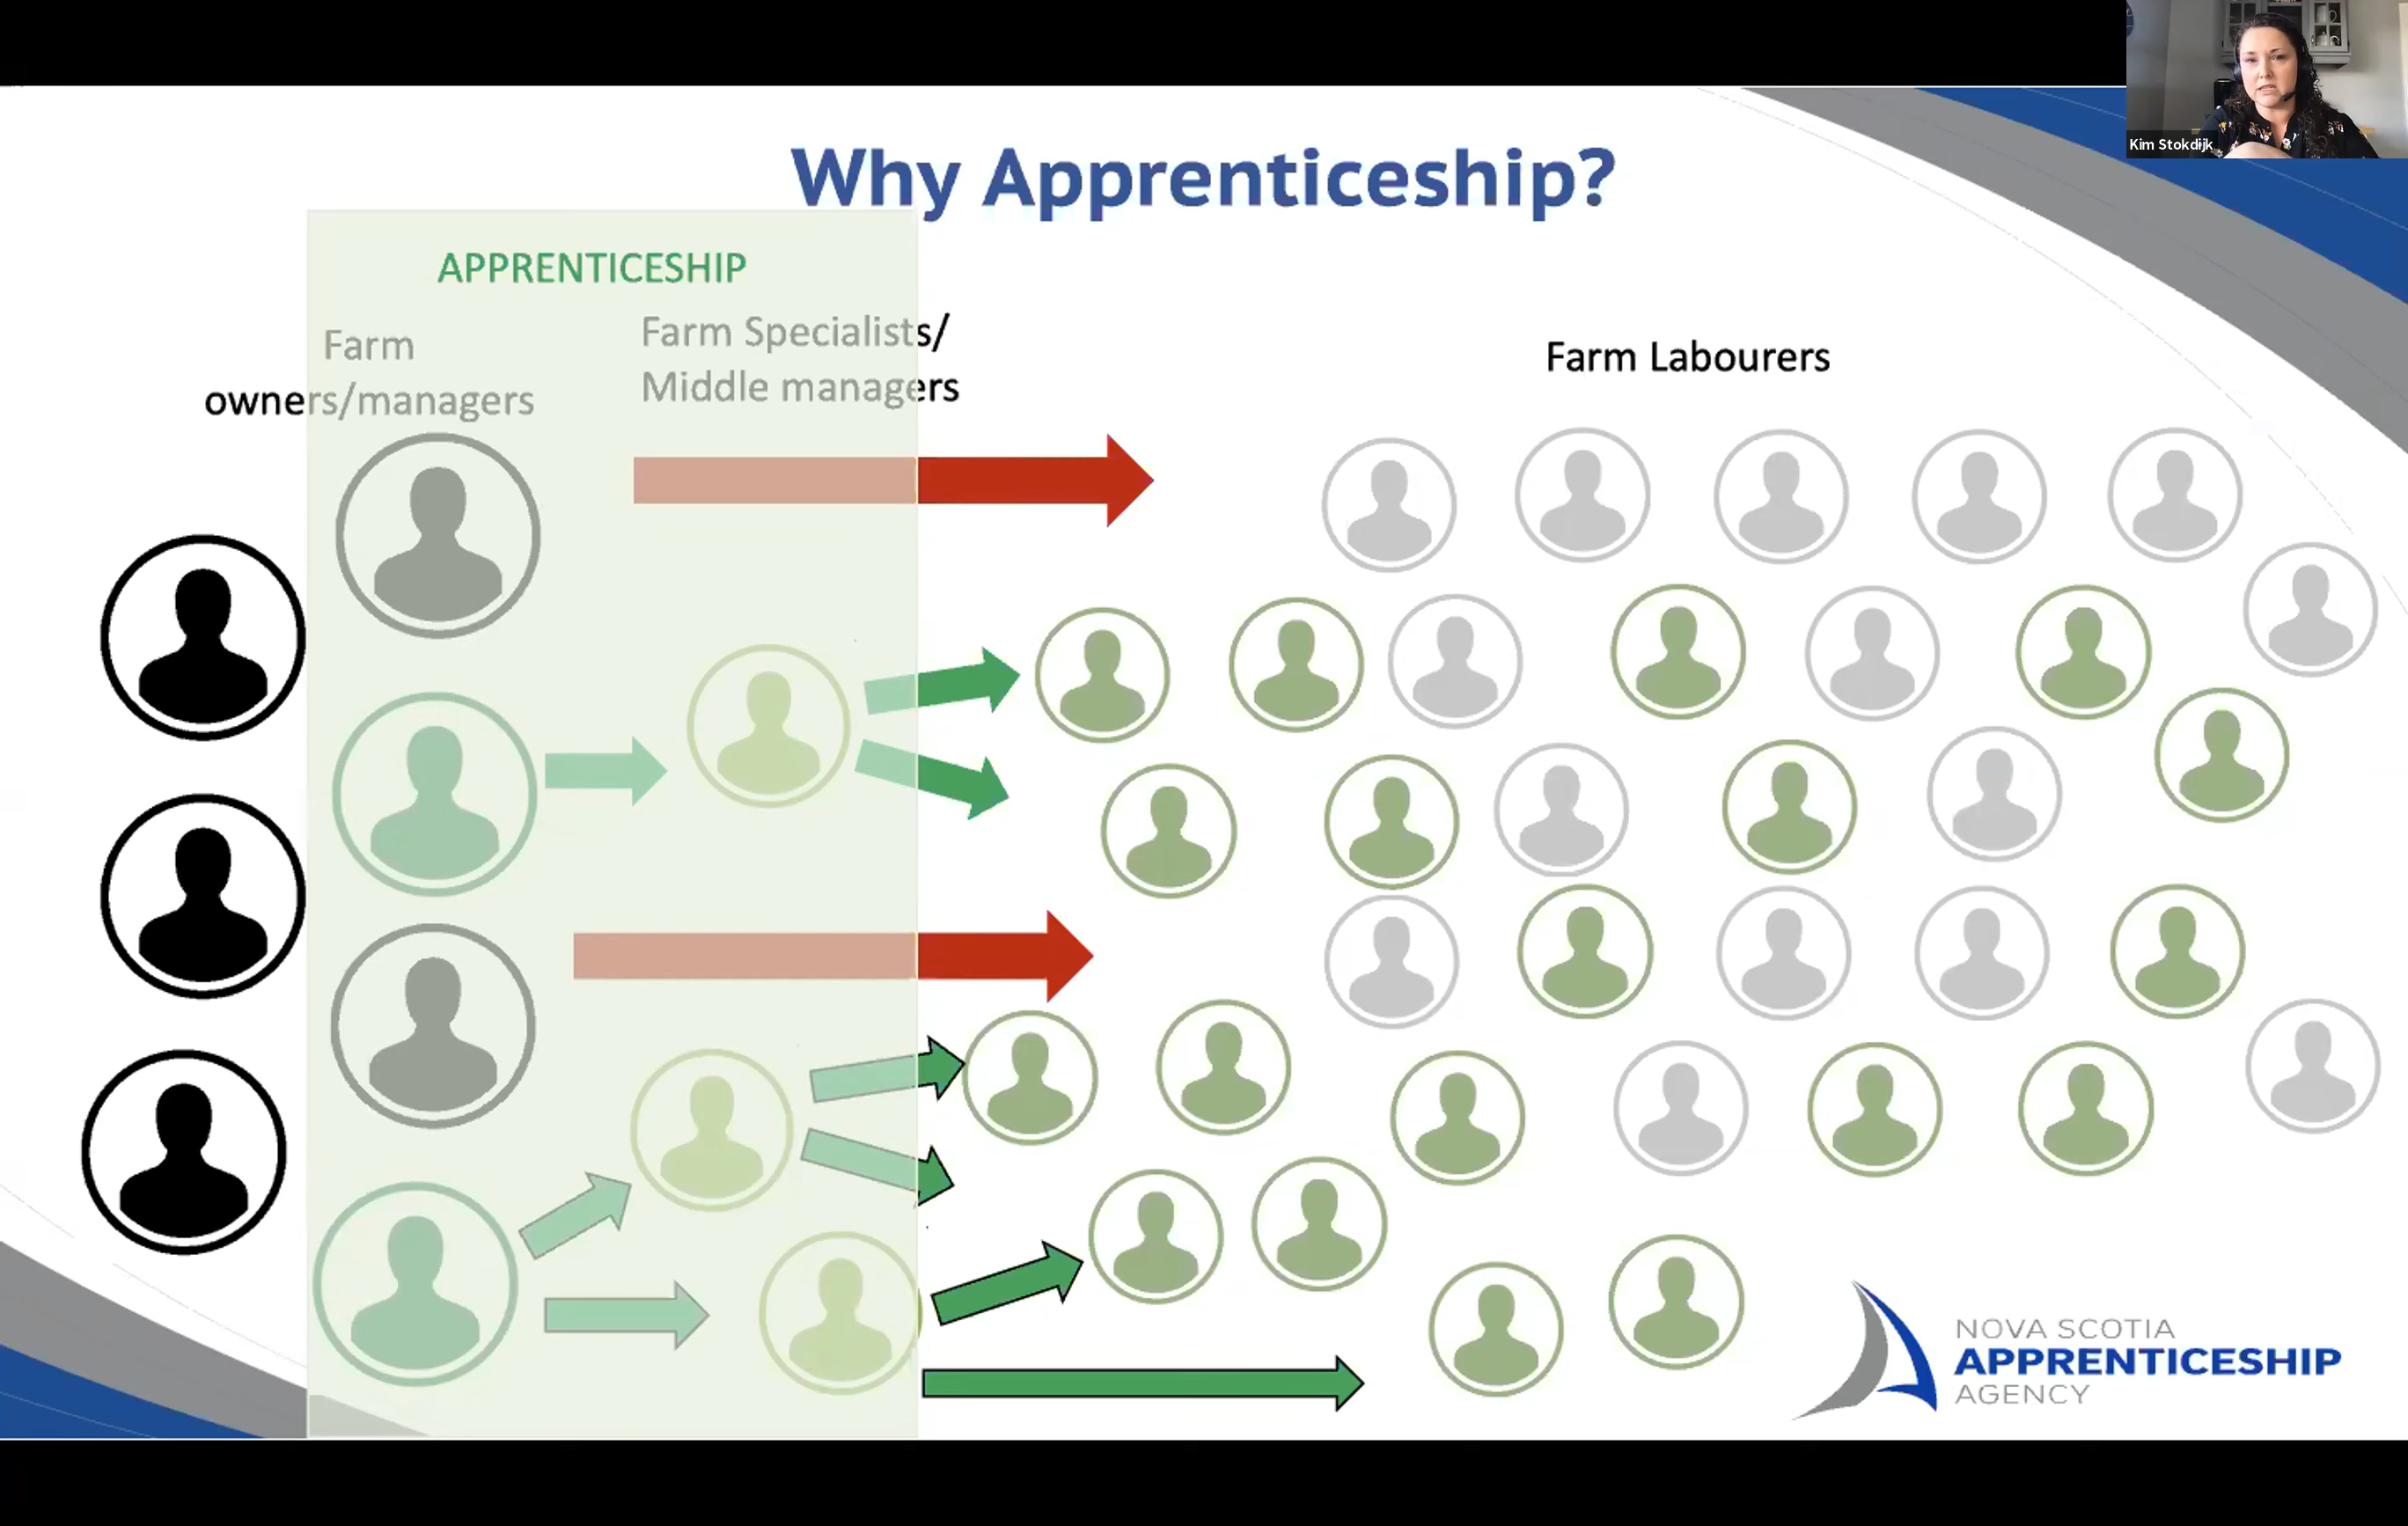 Kim Stokdijk
Why Apprenticeship?
APPRENTICESHIP
Farm
owners/managers
Farm Specialists/
Middle managers
Farm Labourers
NOVA SCOTIA
APPRENTICESHIP
AGENCY